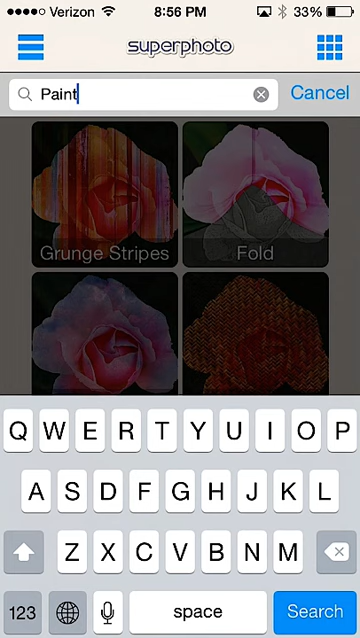 Verizon 8:56 PM 33%
superphoto
Paint Cancel
Grunge Stripes Fold
Q W E R T Y U I O P
A S D F G H J K L
Z X C V B N M
123 space Search